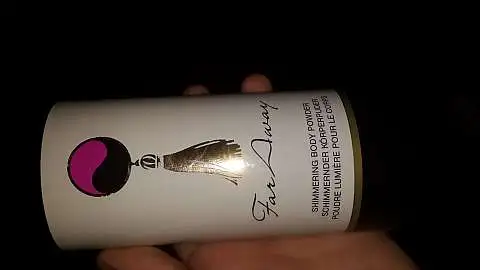 Far Away
SHIMMERING BODY POWDER
SCHIMMERNDER KÖRPERPUDER
POUDRE LUMIÈRE POUR LE CORPS